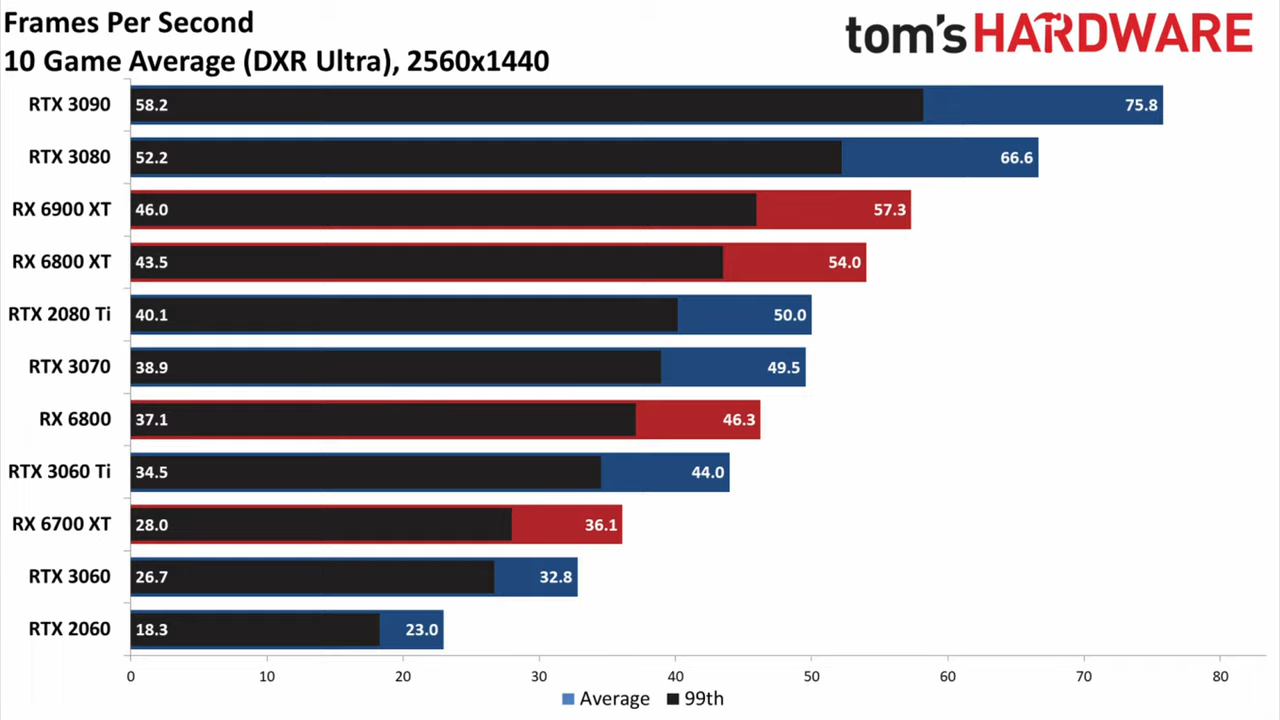 Frames Per Second
10 Game Average (DXR Ultra), 2560x1440
tom's HARDWARE
RTX 3090 58.2 75.8
RTX 3080 52.2 66.6
RX 6900 XT 46.0 57.3
RX 6800 XT 43.5 54.0
RTX 2080 Ti 40.1 50.0
RTX 3070 38.9 49.5
RX 6800 37.1 46.3
RTX 3060 Ti 34.5 44.0
RX 6700 XT 28.0 36.1
RTX 3060 26.7 32.8
RTX 2060 18.3 23.0
0 10 20 30 40 50 60 70 80
Average 99th